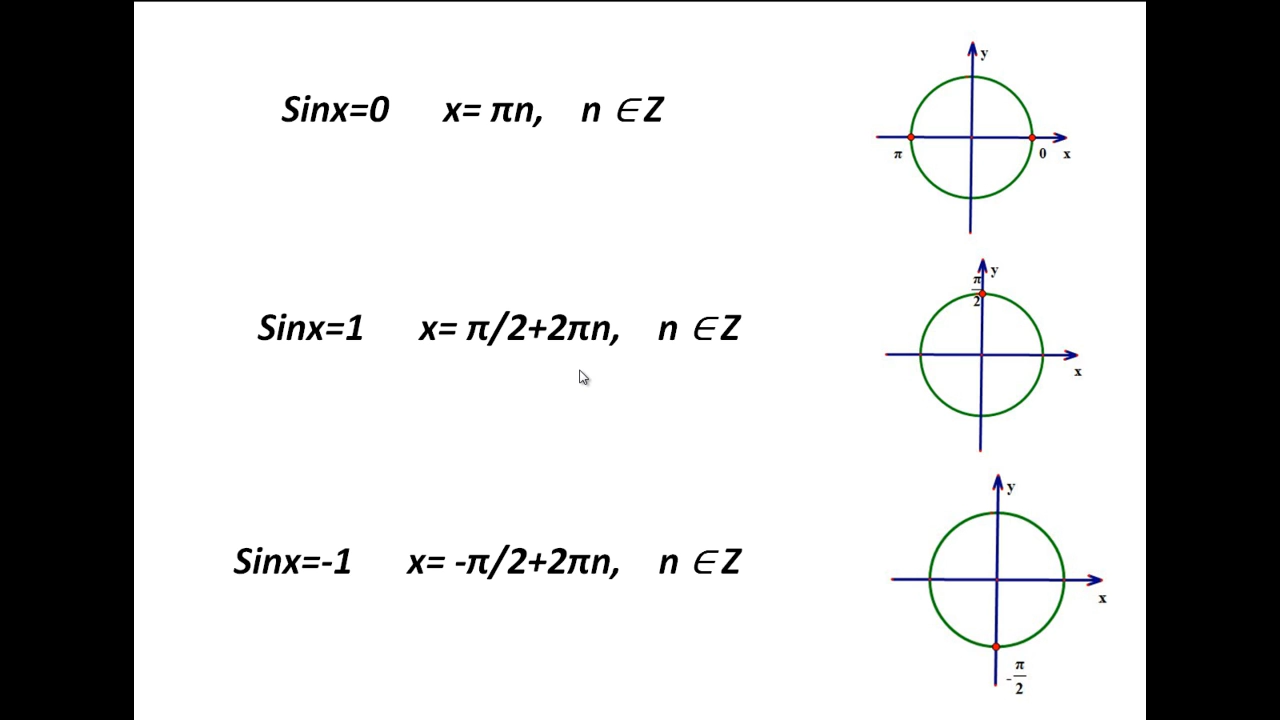 Sinx=0 x= πn, n ∈ Z
y
π 0 x
Sinx=1 x= π/2+2πn, n ∈ Z
y
π
2
x
Sinx=-1 x= -π/2+2πn, n ∈ Z
y
x
-π
2